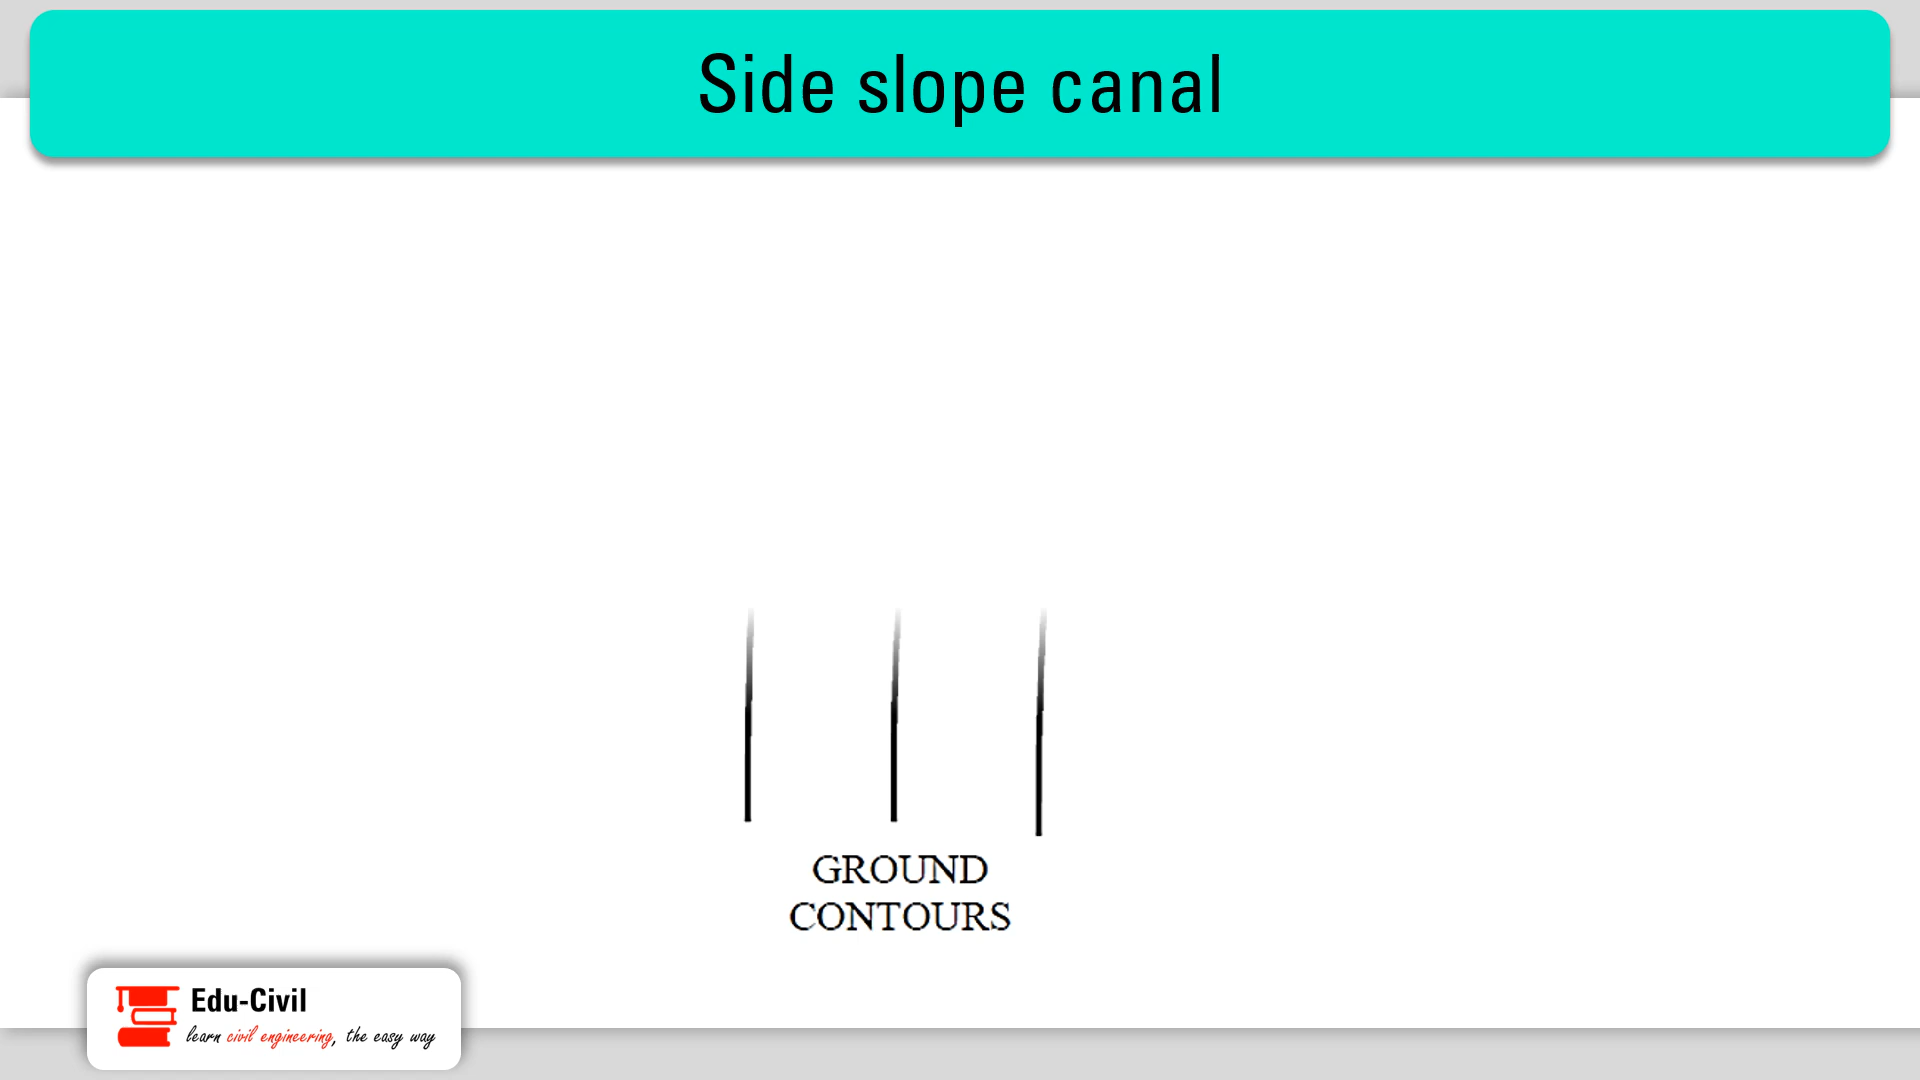 Side slope canal
GROUND
CONTOURS
Edu-Civil
learn civil engineering, the easy way